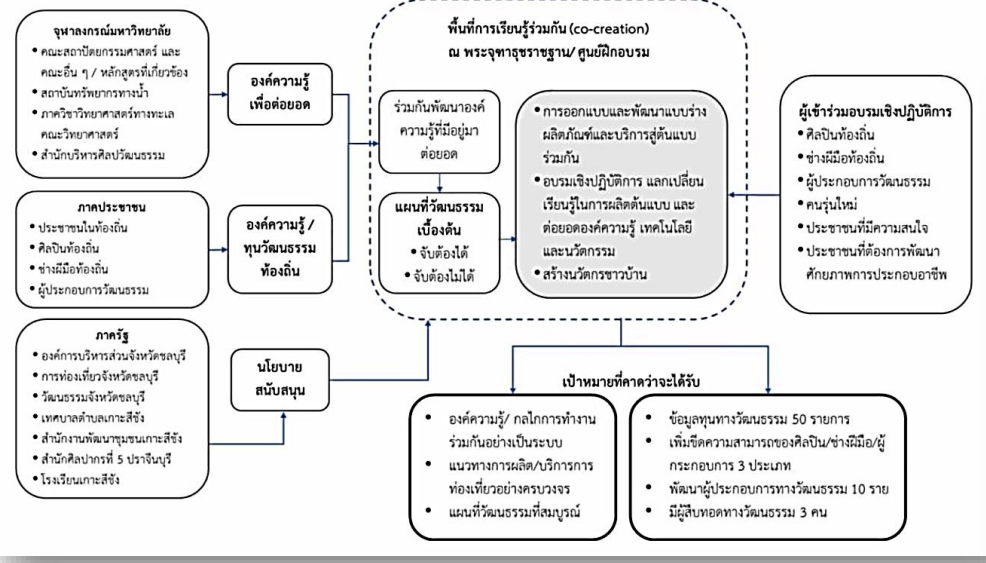 จุฬาลงกรณ์มหาวิทยาลัย
• คณะสถาปัตยกรรมศาสตร์ และ
คณะอื่น ๆ / หลักสูตรที่เกี่ยวข้อง
• สถาบันทรัพยากรทางน้ำ
• ภาควิชาวิทยาศาสตร์ทางทะเล
คณะวิทยาศาสตร์
• สำนักบริหารศิลปวัฒนธรรม
องค์ความรู้
เพื่อต่อยอด
ภาคประชาชน
• ประชาชนในท้องถิ่น
• ศิลปินท้องถิ่น
• ช่างฝีมือท้องถิ่น
• ผู้ประกอบการวัฒนธรรม
องค์ความรู้ /
ทุนวัฒนธรรม
ท้องถิ่น
ภาครัฐ
• องค์การบริหารส่วนจังหวัดชลบุรี
• การท่องเที่ยวจังหวัดชลบุรี
• วัฒนธรรมจังหวัดชลบุรี
• เทศบาลตำบลเกาะสีชัง
• สำนักงานพัฒนาชุมชนเกาะสีชัง
• สำนักศิลปากรที่ 5 ปราจีนบุรี
• โรงเรียนเกาะสีชัง
นโยบาย
สนับสนุน
พื้นที่การเรียนรู้ร่วมกัน (co-creation)
ณ พระจุฑาธุชราชฐาน/ ศูนย์ฝึกอบรม
ร่วมกันพัฒนาองค์
ความรู้ที่มีอยู่มา
ต่อยอด
แผนที่วัฒนธรรม
เบื้องต้น
• จับต้องได้
• จับต้องไม่ได้
• การออกแบบและพัฒนาแบบร่าง
ผลิตภัณฑ์และบริการสู่ต้นแบบ
ร่วมกัน
• อบรมเชิงปฏิบัติการ แลกเปลี่ยน
เรียนรู้ในการผลิตต้นแบบ และ
ต่อยอดองค์ความรู้ เทคโนโลยี
และนวัตกรรม
• สร้างนวัตกรชาวบ้าน
ผู้เข้าร่วมอบรมเชิงปฏิบัติการ
• ศิลปินท้องถิ่น
• ช่างฝีมือท้องถิ่น
• ผู้ประกอบการวัฒนธรรม
• คนรุ่นใหม่
• ประชาชนที่มีความสนใจ
• ประชาชนที่ต้องการพัฒนา
ศักยภาพการประกอบอาชีพ
เป้าหมายที่คาดว่าจะได้รับ
• องค์ความรู้/ กลไกการทำงาน
ร่วมกันอย่างเป็นระบบ
• แนวทางการผลิต/บริการการ
ท่องเที่ยวอย่างครบวงจร
• แผนที่วัฒนธรรมที่สมบูรณ์
• ข้อมูลทุนทางวัฒนธรรม 50 รายการ
• เพิ่มขีดความสามารถของศิลปิน/ช่างฝีมือ/ผู้
กระกอบการ 3 ประเภท
• พัฒนาผู้ประกอบการทางวัฒนธรรม 10 ราย
• มีผู้สืบทอดทางวัฒนธรรม 3 คน